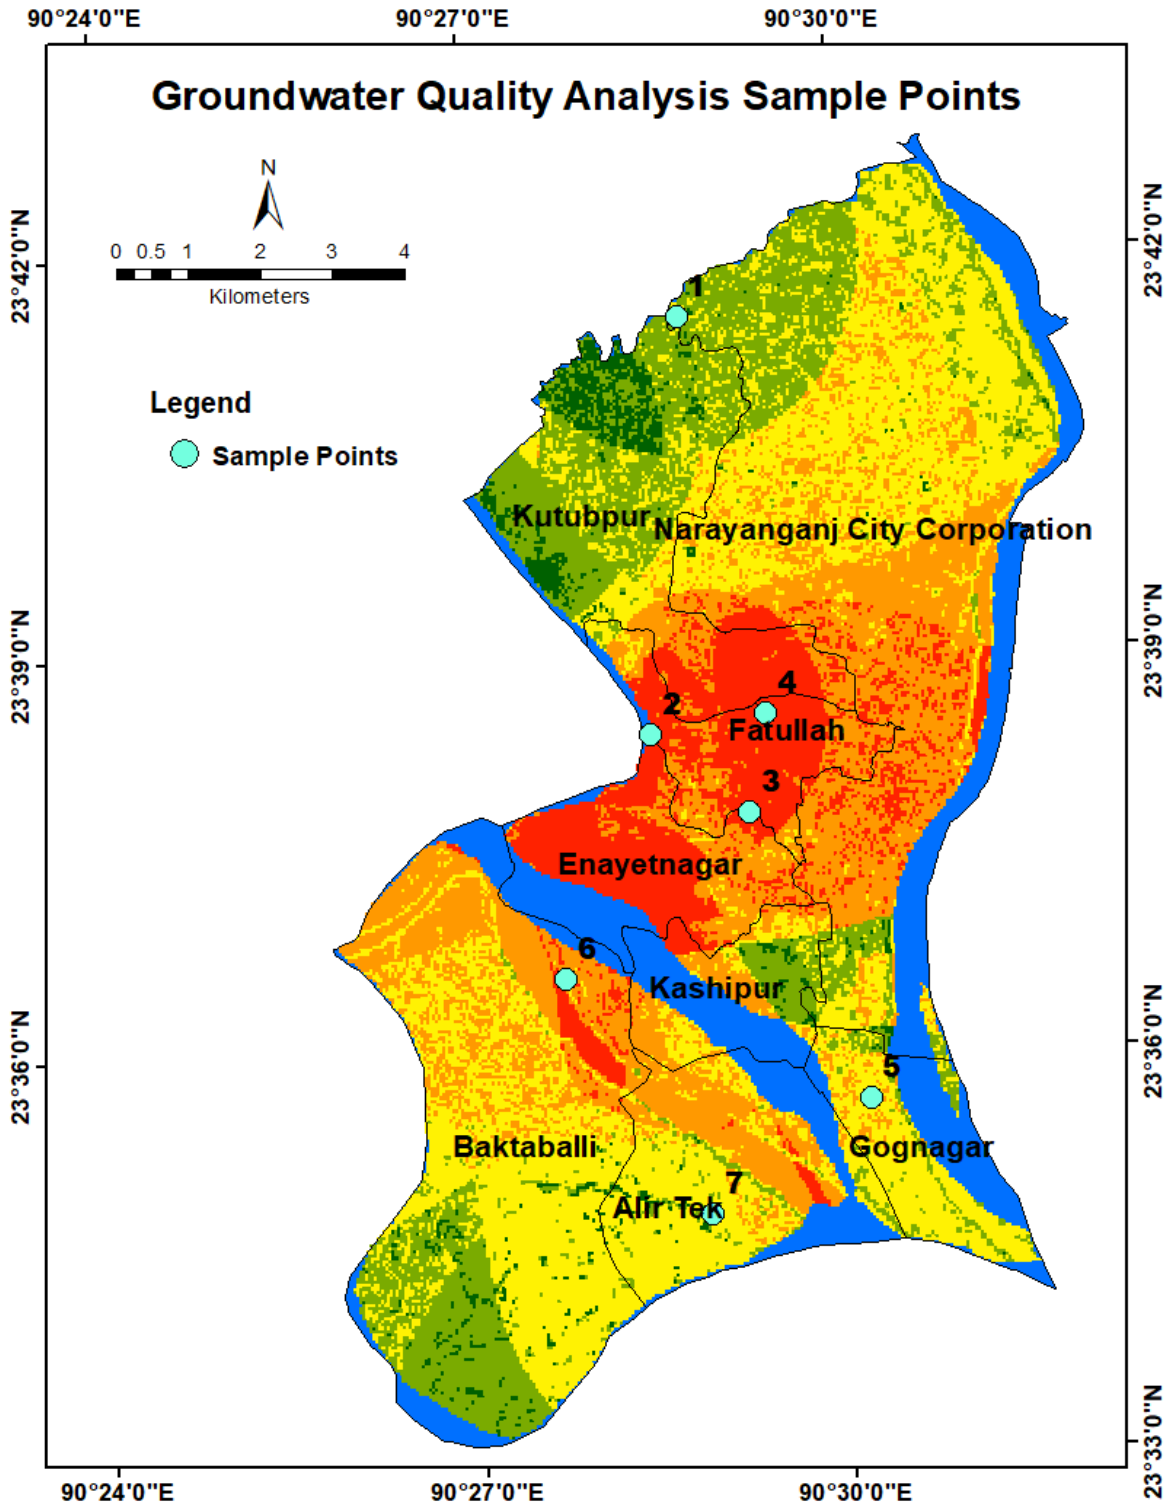 90°24'0"E 90°27'0"E 90°30'0"E
Groundwater Quality Analysis Sample Points
N
0 0.5 1 2 3 4
Kilometers
23°42'0"N
23°42'0"N
1
Legend
Sample Points
Kutubpur
Narayanganj City Corporation
23°39'0"N
23°39'0"N
4
2
Fatullah
3
Enayetnagar
6
Kashipur
23°36'0"N
23°36'0"N
5
Baktaballi
Gognagar
7
Alir Tek
23°33'0"N
90°24'0"E 90°27'0"E 90°30'0"E